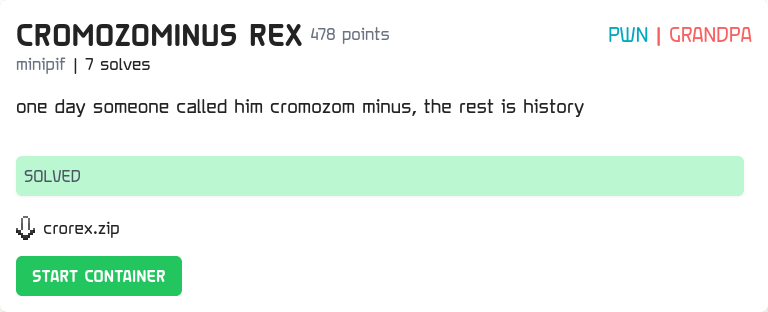 CROMOZOMINUS REX 478 points PWN | GRANDPA
minipif | 7 solves
one day someone called him cromozom minus, the rest is history
SOLVED
crorex.zip
START CONTAINER